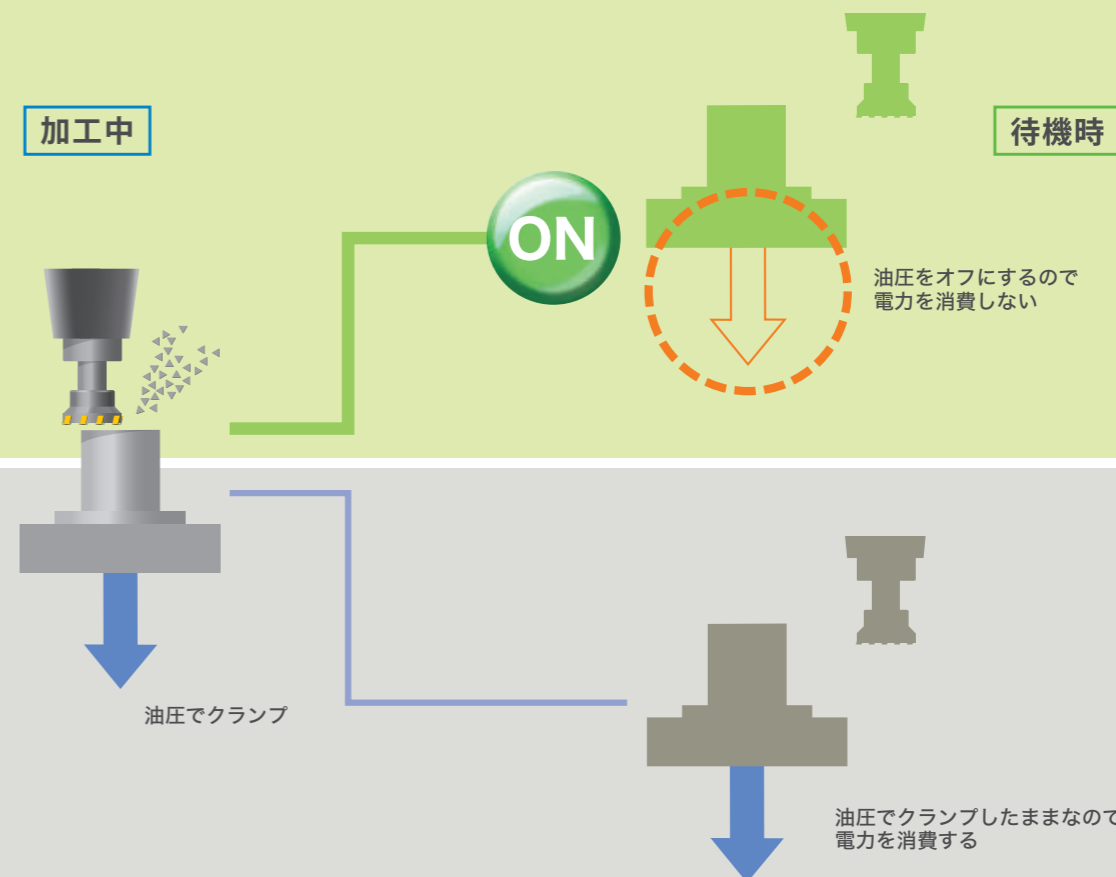 加工中
待機時
ON
油圧をオフにするので
電力を消費しない
油圧でクランプ
油圧でクランプしたままなので
電力を消費する